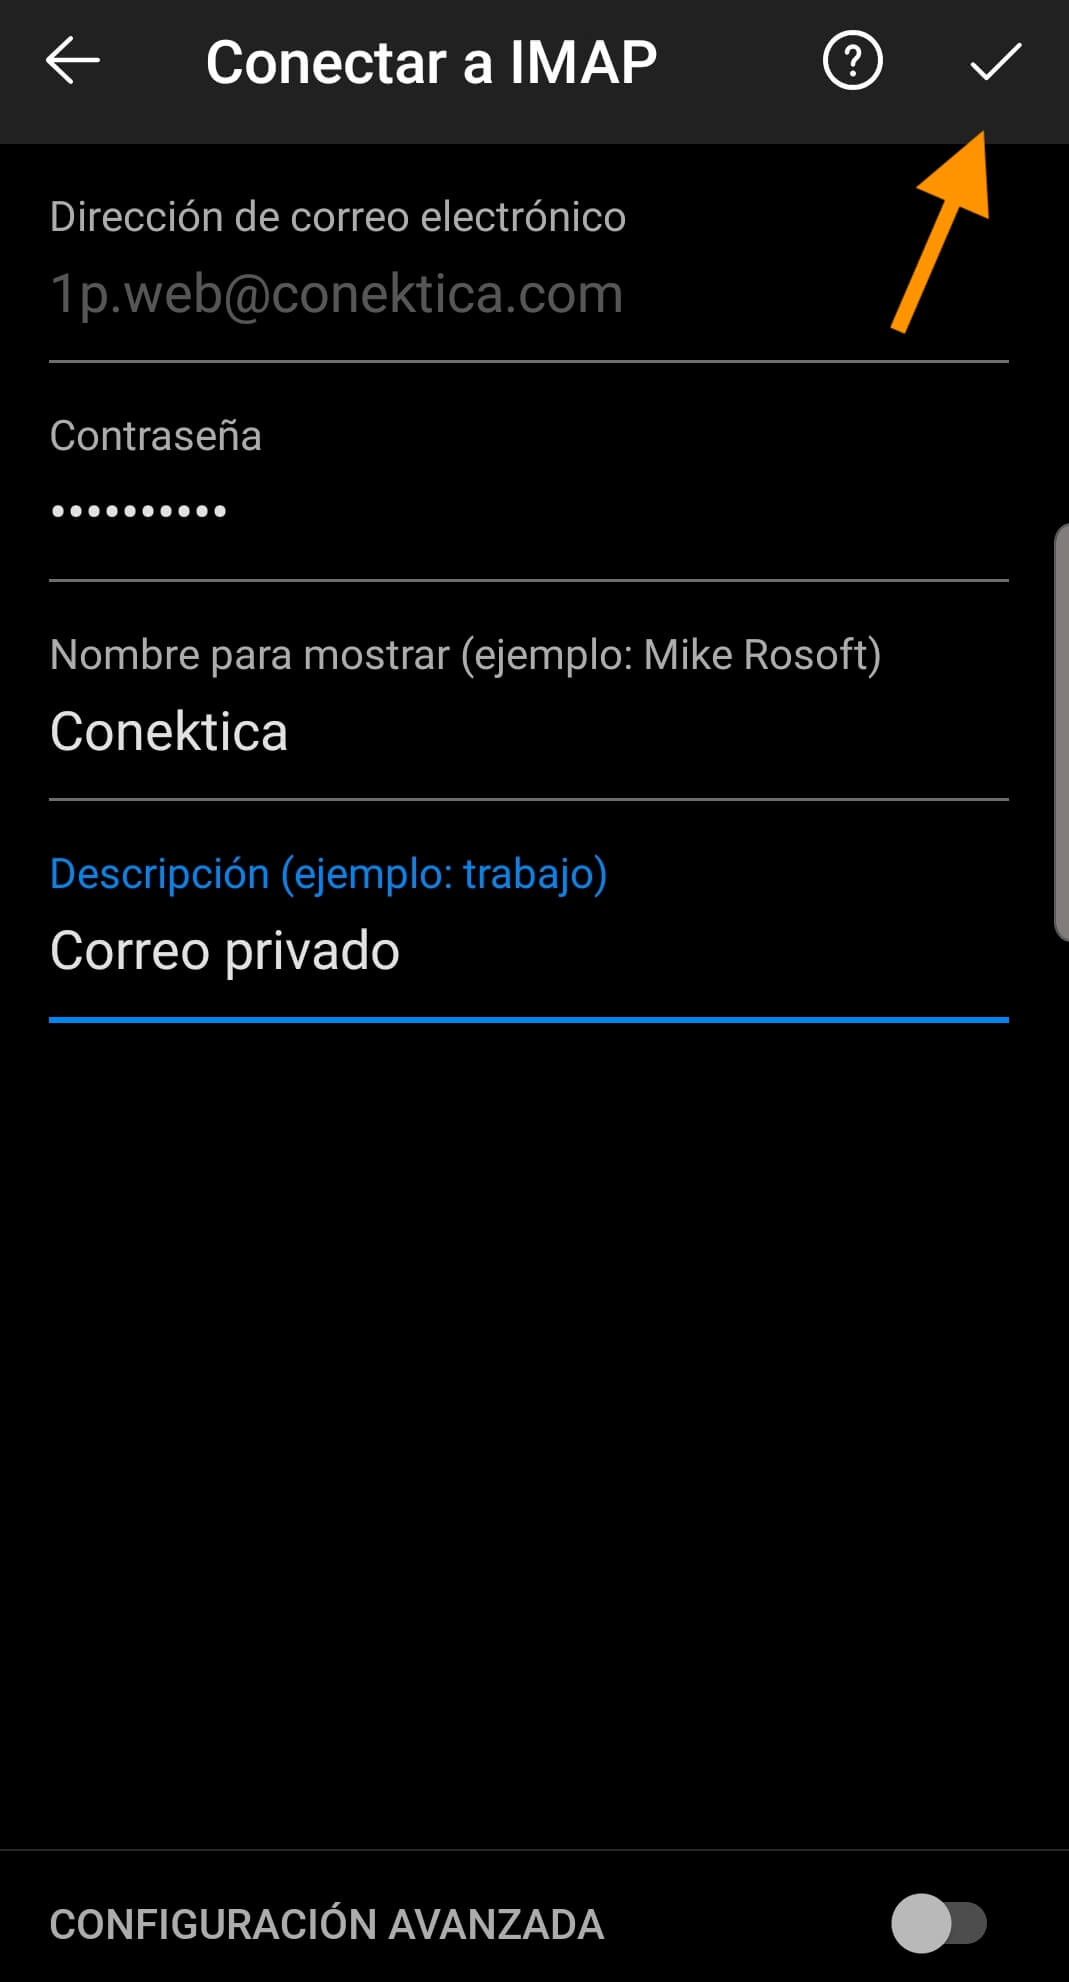 Conectar a IMAP
Dirección de correo electrónico
1p.web@conektica.com
Contraseña
••••••••••
Nombre para mostrar (ejemplo: Mike Rosoft)
Conektica
Descripción (ejemplo: trabajo)
Correo privado
CONFIGURACIÓN AVANZADA